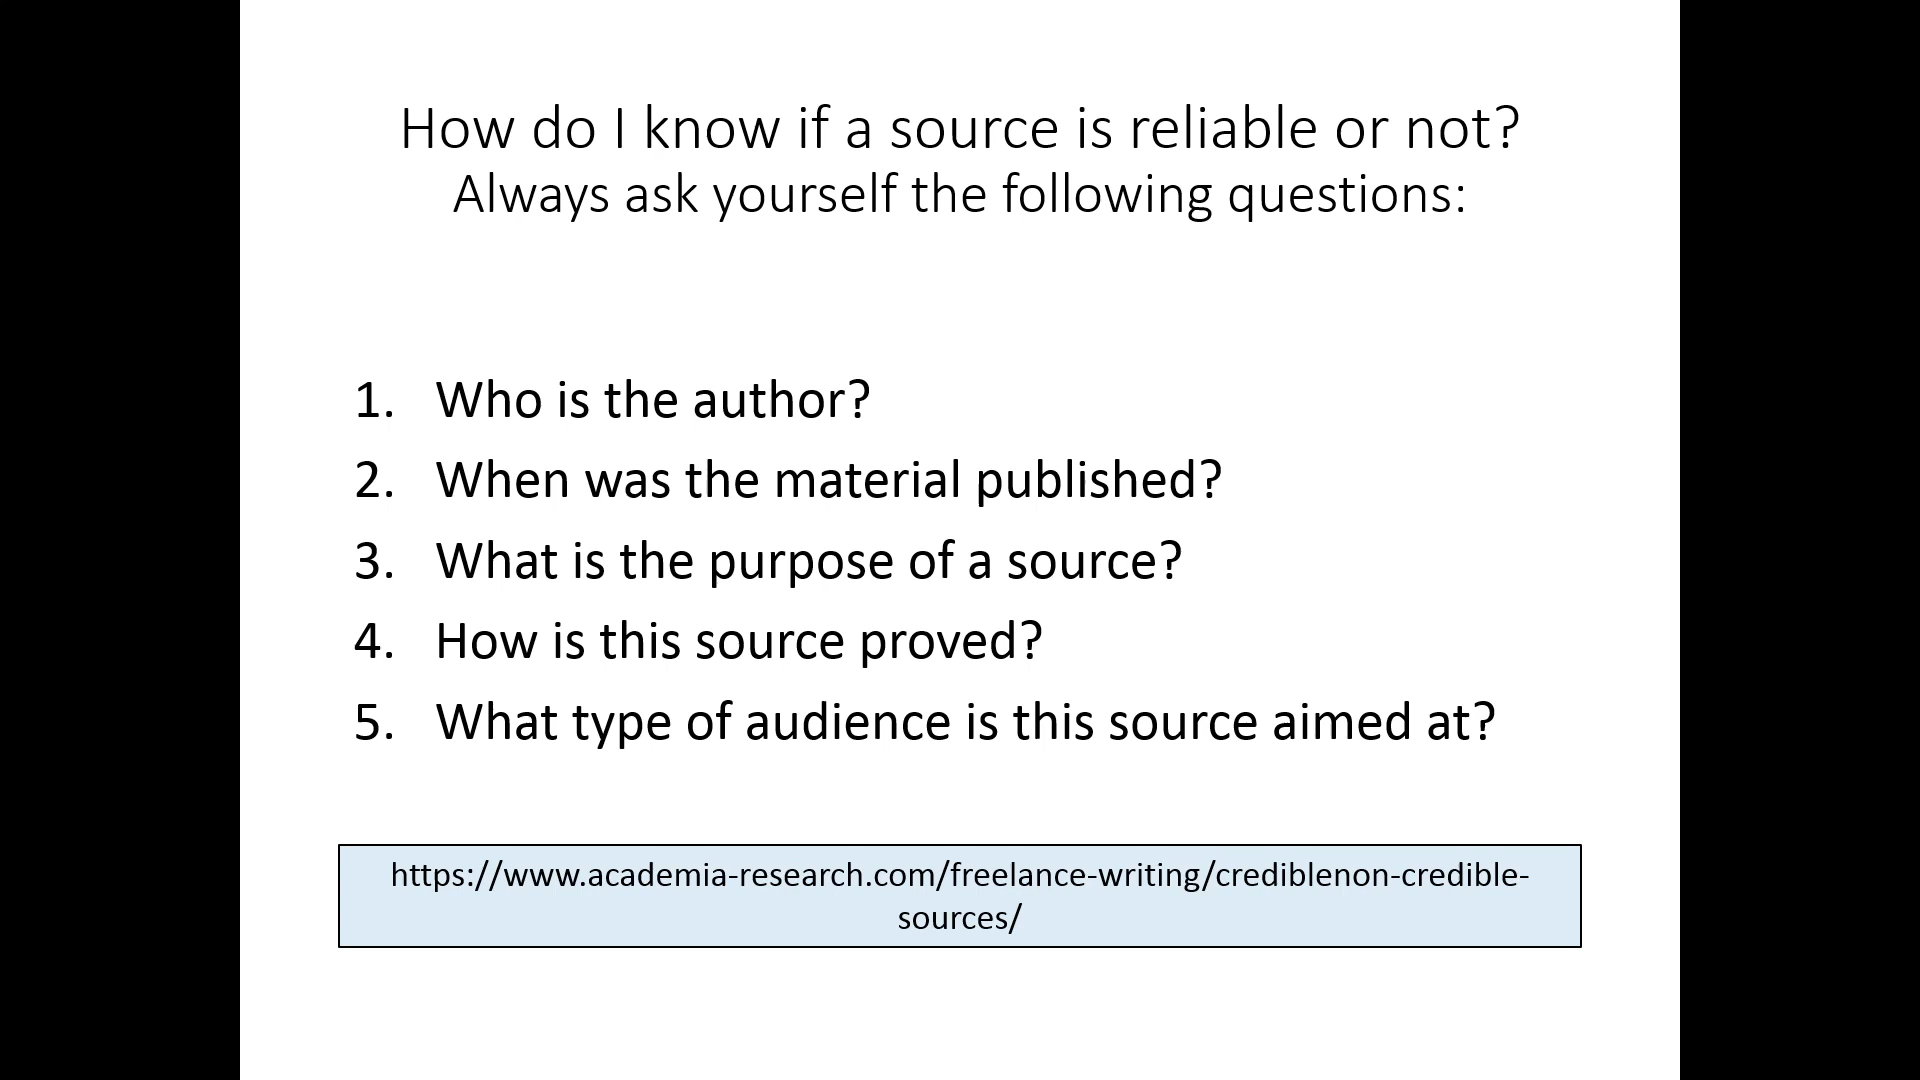 How do I know if a source is reliable or not?
Always ask yourself the following questions:
1. Who is the author?
2. When was the material published?
3. What is the purpose of a source?
4. How is this source proved?
5. What type of audience is this source aimed at?
https://www.academia-research.com/freelance-writing/crediblenon-credible-
sources/